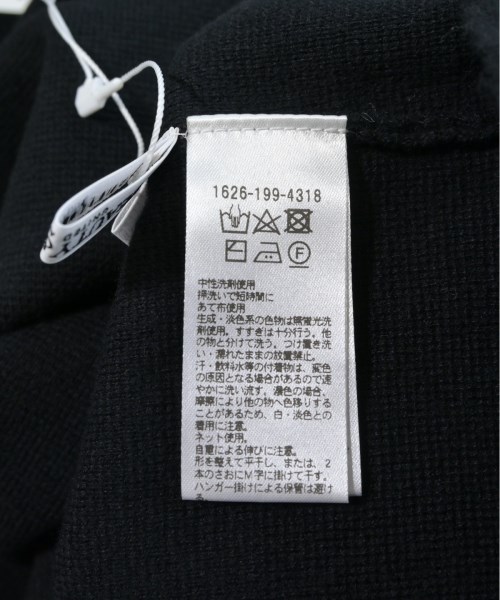 1626-199-4318
F
中性洗剤使用
押洗いで短時間に
あて布使用
生成・淡色系の色物は無蛍光洗
剤使用。すすぎは十分行う。他
の物と分けて洗う。つけ置き洗
い・濡れたままの放置禁止。
汗・飲料水等の付着物は、変色
の原因となる場合があるので速
やかに洗い流す。濃色の場合、
摩擦により他の物へ色移りする
ことがあるため、白・淡色との
着用に注意。
ネット使用。
自重による伸びに注意。
形を整えて平干し、または、2
本のさおにM字に掛けて干す。
ハンガー掛けによる保管は避け
る。